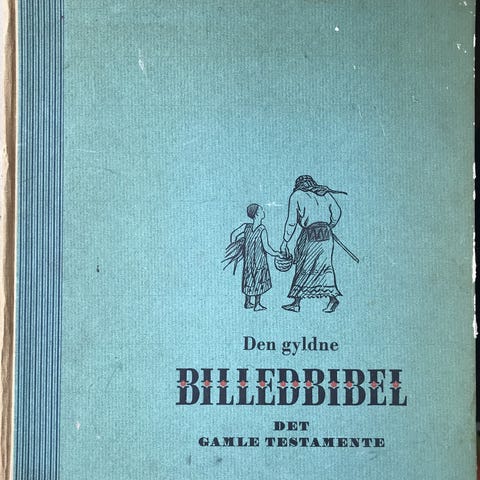 Den gyldne
BILLEDBIBEL
DET
GAMLE TESTAMENTE